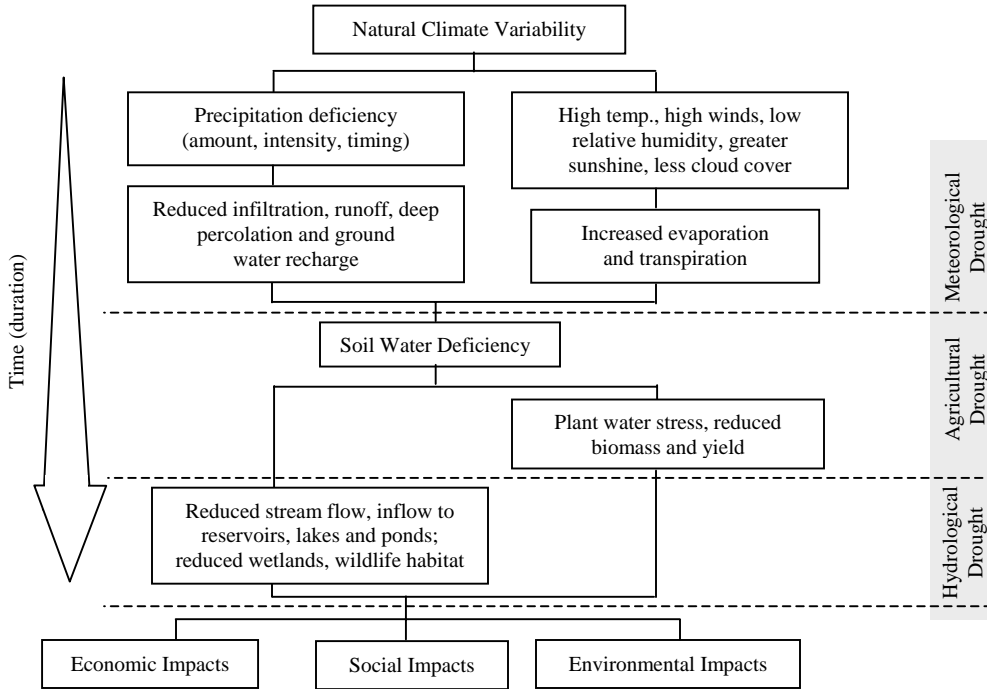 Natural Climate Variability
Precipitation deficiency
(amount, intensity, timing)
High temp., high winds, low
relative humidity, greater
sunshine, less cloud cover
Reduced infiltration, runoff, deep
percolation and ground
water recharge
Increased evaporation
and transpiration
Meteorological
Drought
Time (duration)
Soil Water Deficiency
Plant water stress, reduced
biomass and yield
Agricultural
Drought
Reduced stream flow, inflow to
reservoirs, lakes and ponds;
reduced wetlands, wildlife habitat
Hydrological
Drought
Economic Impacts
Social Impacts
Environmental Impacts